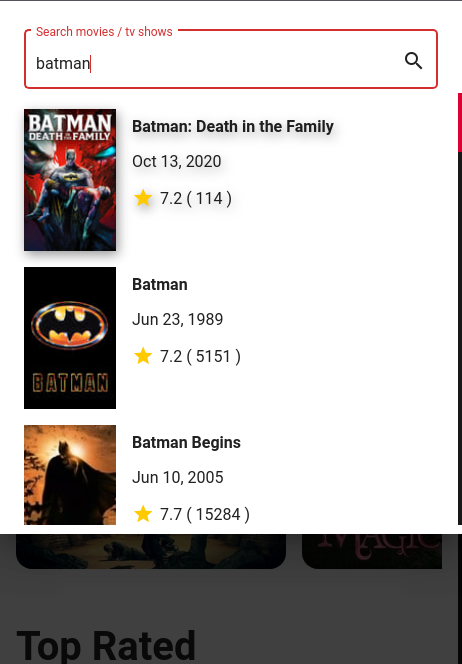 Search movies / tv shows
batman
BATMAN
DEATH IN THE FAMILY
Batman: Death in the Family
Oct 13, 2020
7.2 ( 114 )
BATMAN
Batman
Jun 23, 1989
7.2 ( 5151 )
Batman Begins
Jun 10, 2005
7.7 ( 15284 )
MAGIC
Top Rated